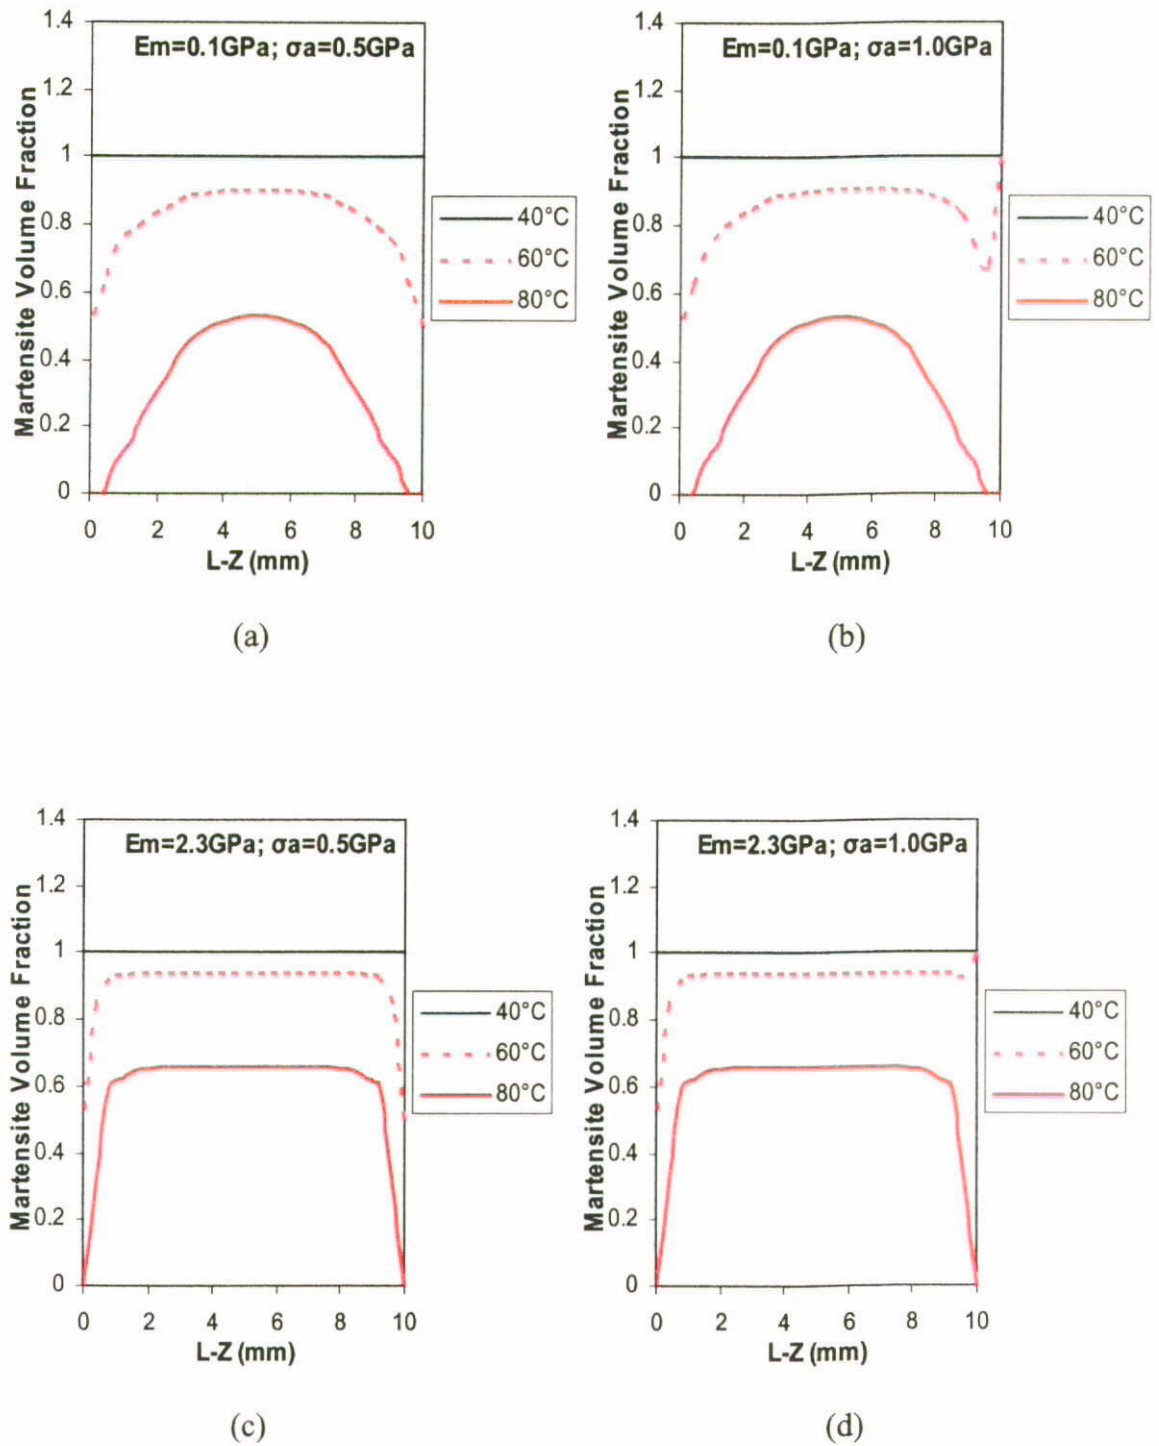 Em=0.1GPa; σa=0.5GPa
Martensite Volume Fraction
1.4
1.2
1
0.8
0.6
0.4
0.2
0
0 2 4 6 8 10
L-Z (mm)
40°C
60°C
80°C
(a)
Em=0.1GPa; σa=1.0GPa
Martensite Volume Fraction
1.4
1.2
1
0.8
0.6
0.4
0.2
0
0 2 4 6 8 10
L-Z (mm)
40°C
60°C
80°C
(b)
Em=2.3GPa; σa=0.5GPa
Martensite Volume Fraction
1.4
1.2
1
0.8
0.6
0.4
0.2
0
0 2 4 6 8 10
L-Z (mm)
40°C
60°C
80°C
(c)
Em=2.3GPa; σa=1.0GPa
Martensite Volume Fraction
1.4
1.2
1
0.8
0.6
0.4
0.2
0
0 2 4 6 8 10
L-Z (mm)
40°C
60°C
80°C
(d)